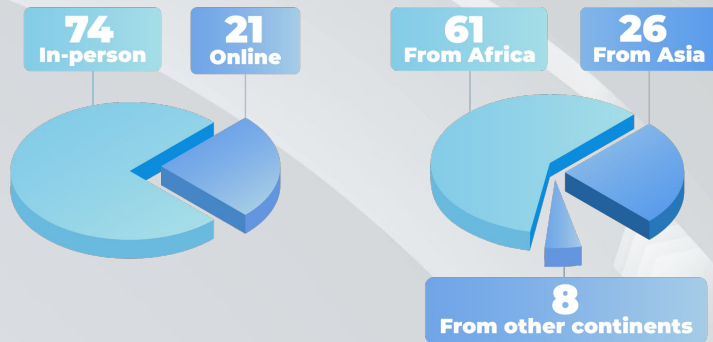 74
In-person
21
Online
61
From Africa
26
From Asia
8
From other continents